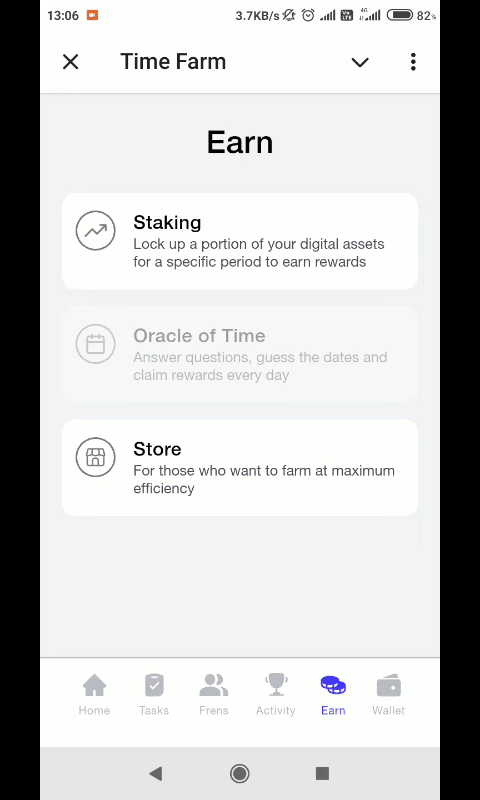 13:06 3.7KB/s 4G 82%
Time Farm
Earn
Staking
Lock up a portion of your digital assets
for a specific period to earn rewards
Oracle of Time
Answer questions, guess the dates and
claim rewards every day
Store
For those who want to farm at maximum
efficiency
Home Tasks Frens Activity Earn Wallet